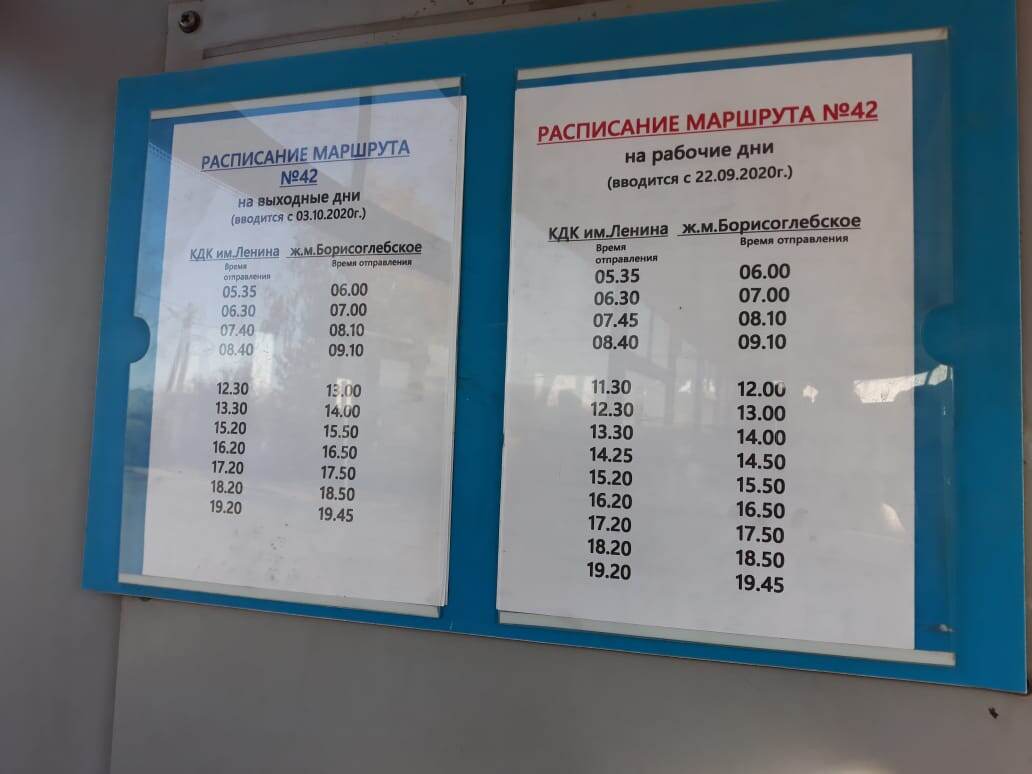 РАСПИСАНИЕ МАРШРУТА
№42
на выходные дни
(вводится с 03.10.2020г.)
КДК им.Ленина ж.м.Борисоглебское
Время Время отправления
отправления
05.35 06.00
06.30 07.00
07.40 08.10
08.40 09.10
12.30 13.00
13.30 14.00
15.20 15.50
16.20 16.50
17.20 17.50
18.20 18.50
19.20 19.45
РАСПИСАНИЕ МАРШРУТА №42
на рабочие дни
(вводится с 22.09.2020г.)
КДК им.Ленина ж.м.Борисоглебское
Время Время отправления
отправления
05.35 06.00
06.30 07.00
07.45 08.10
08.40 09.10
11.30 12.00
12.30 13.00
13.30 14.00
14.25 14.50
15.20 15.50
16.20 16.50
17.20 17.50
18.20 18.50
19.20 19.45